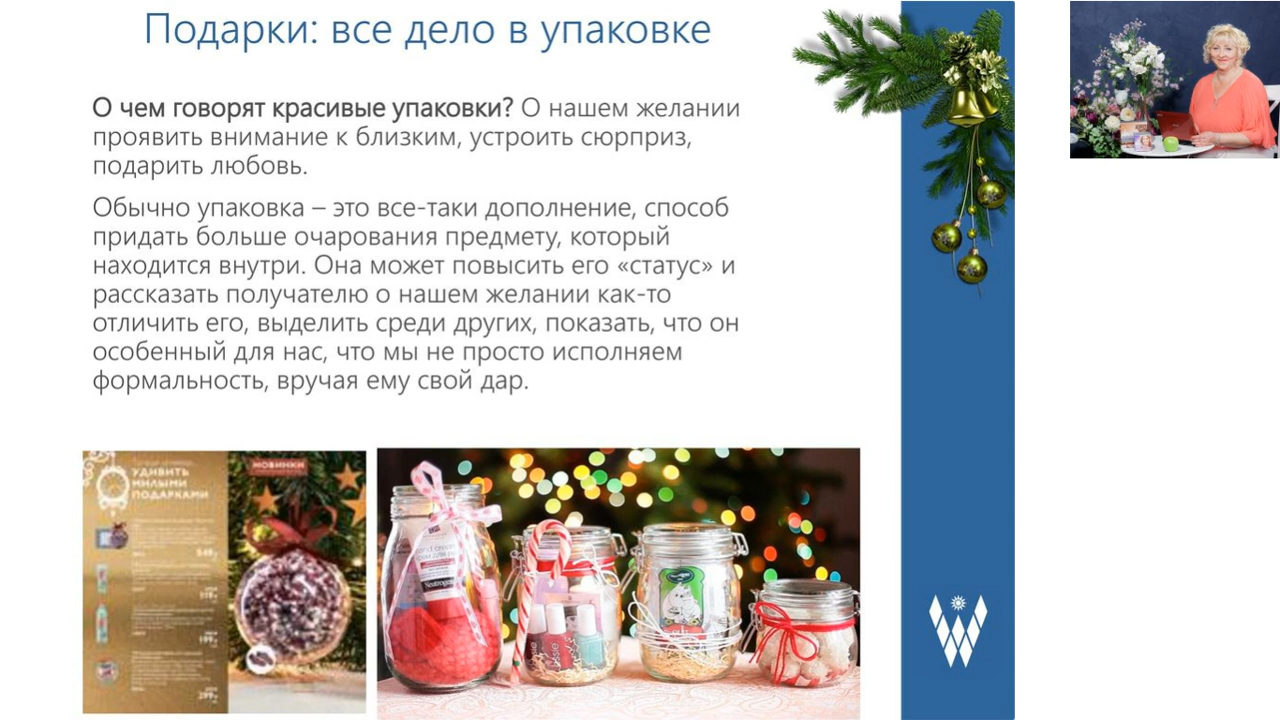 Подарки: все дело в упаковке
О чем говорят красивые упаковки? О нашем желании
проявить внимание к близким, устроить сюрприз,
подарить любовь.
Обычно упаковка – это все-таки дополнение, способ
придать больше очарования предмету, который
находится внутри. Она может повысить его «статус» и
рассказать получателю о нашем желании как-то
отличить его, выделить среди других, показать, что он
особенный для нас, что мы не просто исполняем
формальность, вручая ему свой дар.
НОВИНКИ
УДИВИТЬ
МИЛЫМИ
ПОДАРКАМИ
Neutrogena
essie